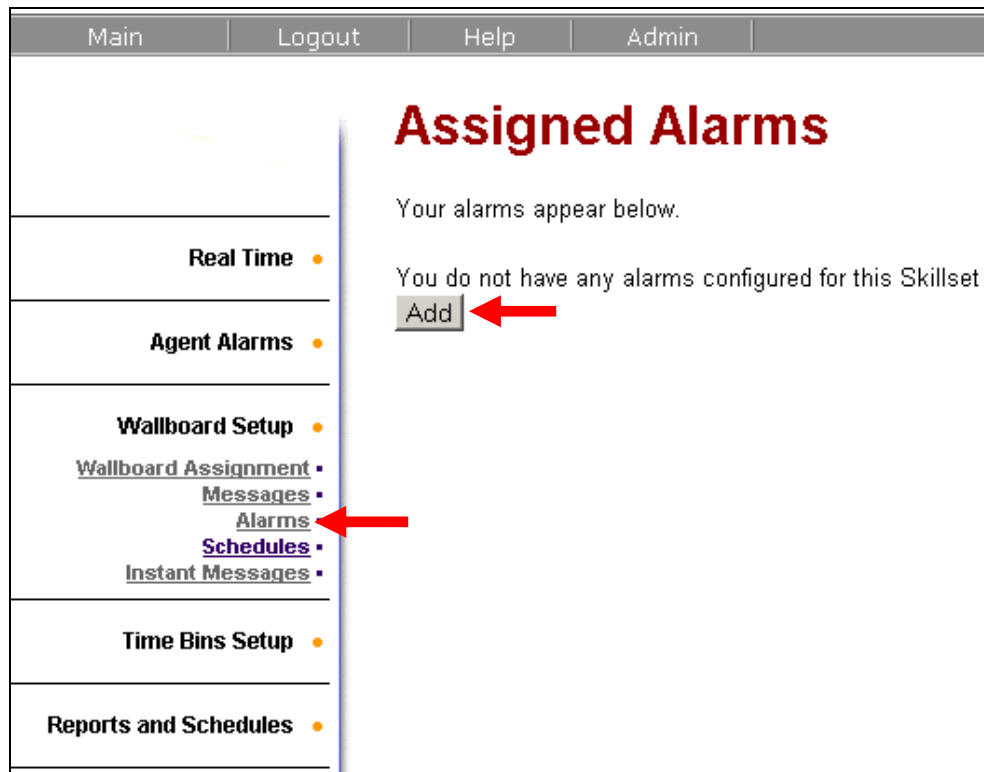 Main Logout Help Admin
Assigned Alarms
Your alarms appear below.
You do not have any alarms configured for this Skillset
Add
Real Time
Agent Alarms
Wallboard Setup
Wallboard Assignment
Messages
Alarms
Schedules
Instant Messages
Time Bins Setup
Reports and Schedules